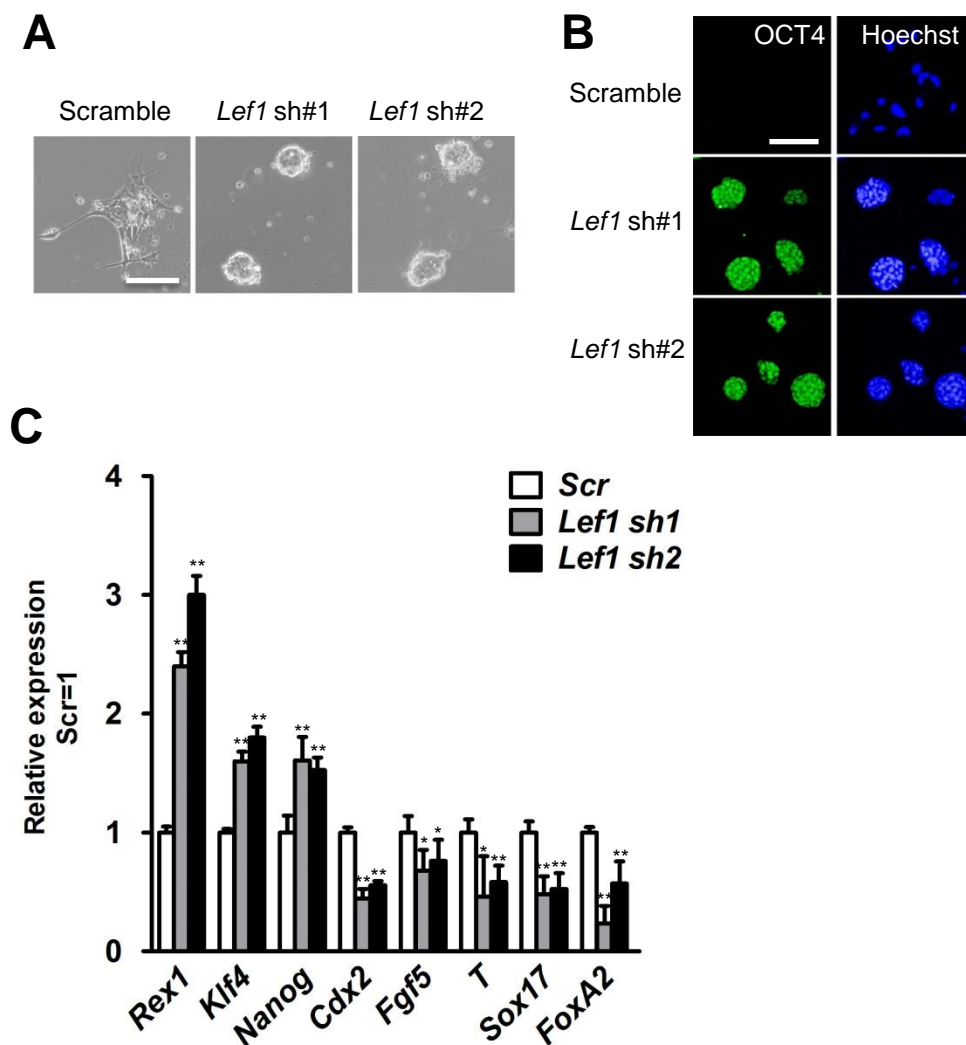 A
Scramble Lef1 sh#1 Lef1 sh#2
B
OCT4 Hoechst
Scramble
Lef1 sh#1
Lef1 sh#2
C
Relative expression
Scr=1
4
3
2
1
0
Scr
Lef1 sh1
Lef1 sh2
** ** ** ** ** ** ** ** * * * ** ** ** ** **
Rex1 Klf4 Nanog Cdx2 Fgf5 T Sox17 FoxA2